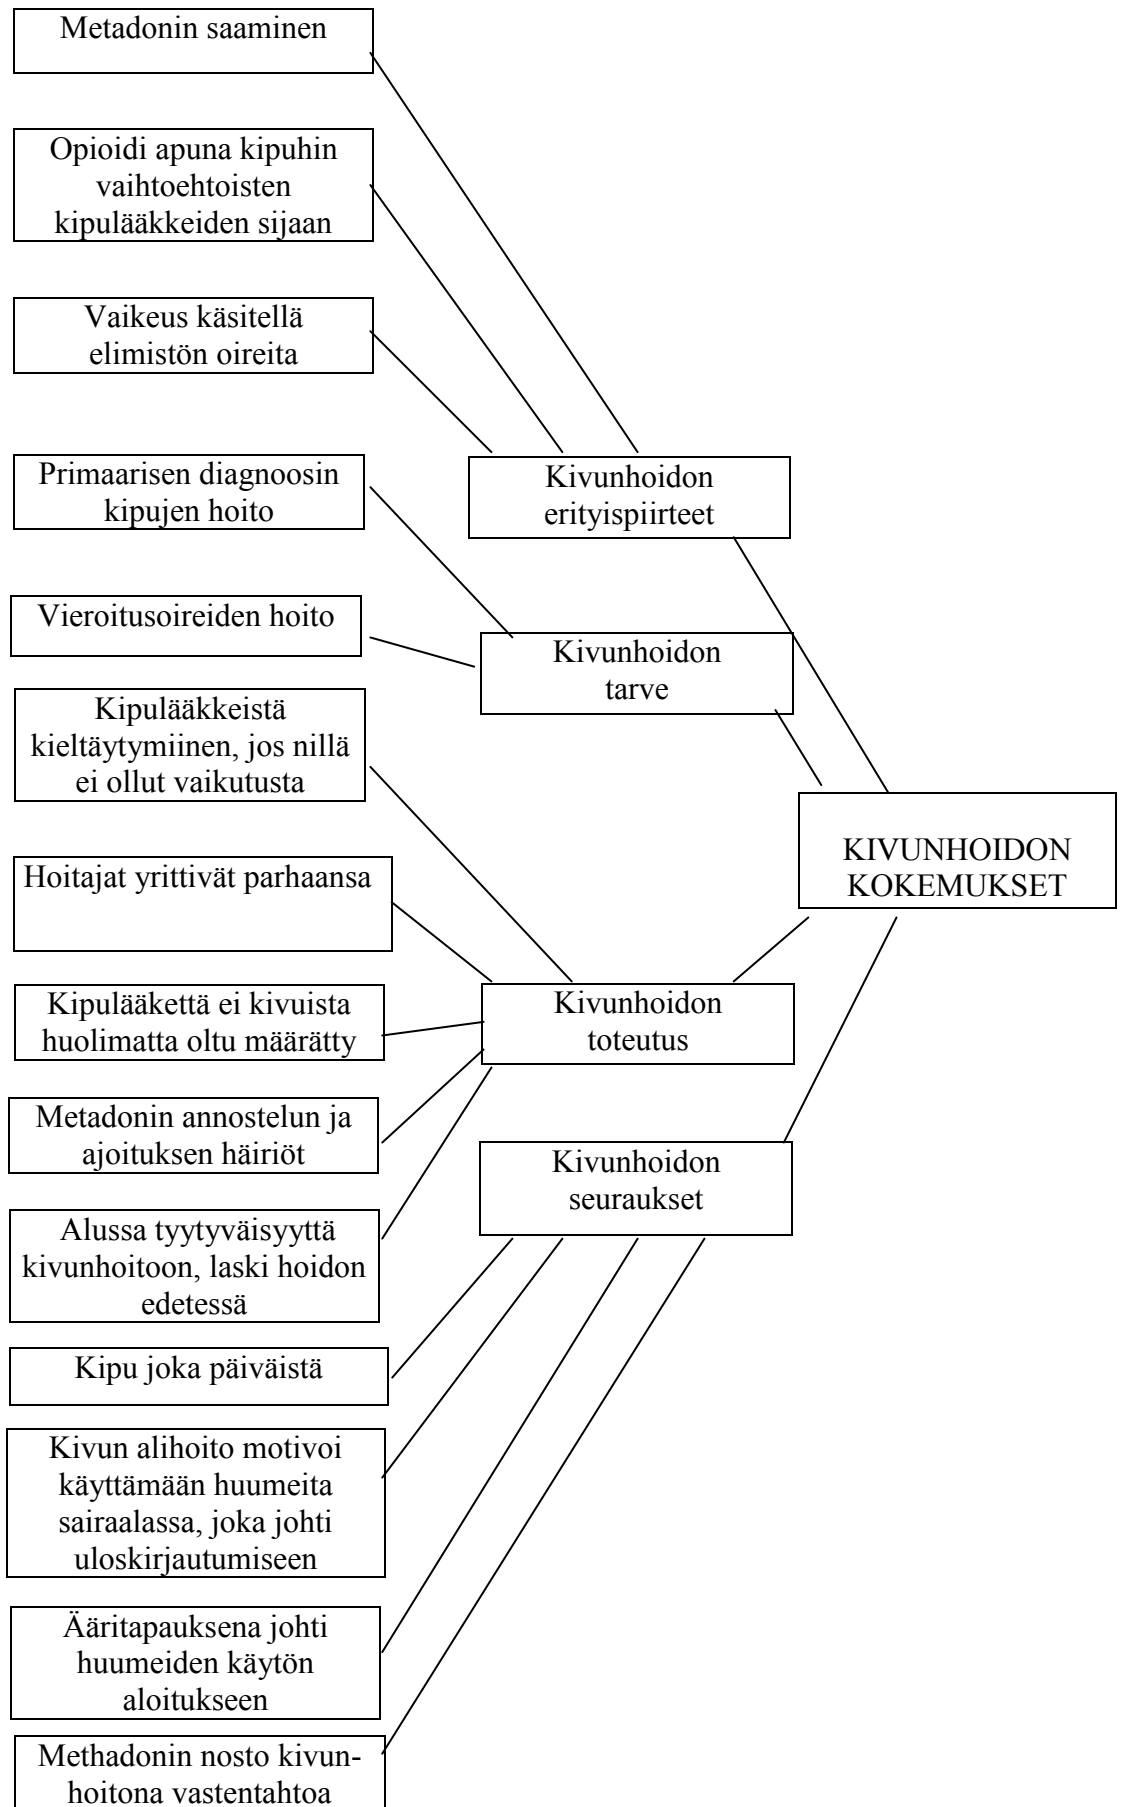 Metadonin saaminen
Opioidi apuna kipuhin
vaihtoehtoisten
kipulääkkeiden sijaan
Vaikeus käsitellä
elimistön oireita
Primaarisen diagnoosin
kipujen hoito
Kivunhoidon
erityispiirteet
Vieroitusoireiden hoito
Kivunhoidon
tarve
Kipulääkkeistä
kieltäytymiinen, jos nillä
ei ollut vaikutusta
KIVUNHOIDON
KOKEMUKSET
Hoitajat yrittivät parhaansa
Kipulääkettä ei kivuista
huolimatta oltu määrätty
Kivunhoidon
toteutus
Metadonin annostelun ja
ajoituksen häiriöt
Kivunhoidon
seuraukset
Alussa tyytyväisyyttä
kivunhoitoon, laski hoidon
edetessä
Kipu joka päiväistä
Kivun alihoito motivoi
käyttämään huumeita
sairaalassa, joka johti
uloskirjautumiseen
Ääritapauksena johti
huumeiden käytön
aloitukseen
Methadonin nosto kivun-
hoitona vastentahtoa